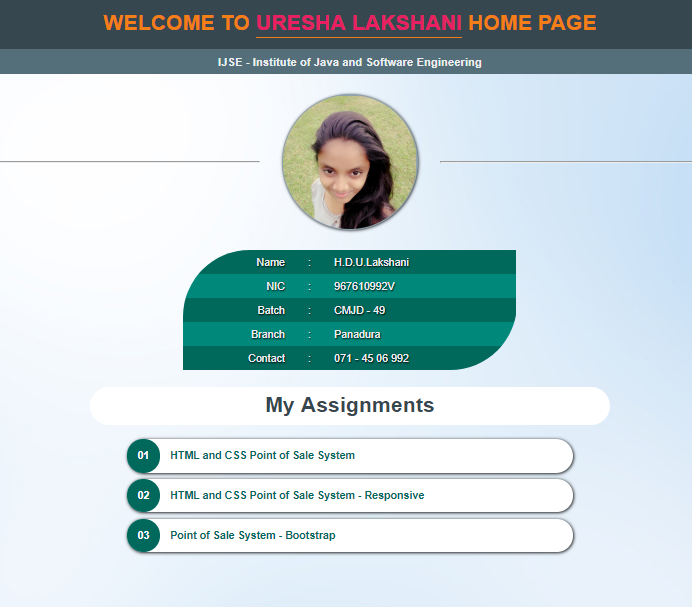 WELCOME TO URESHA LAKSHANI HOME PAGE
IJSE - Institute of Java and Software Engineering
Name : H.D.U.Lakshani
NIC : 967610992V
Batch : CMJD - 49
Branch : Panadura
Contact : 071 - 45 06 992
My Assignments
01 HTML and CSS Point of Sale System
02 HTML and CSS Point of Sale System - Responsive
03 Point of Sale System - Bootstrap